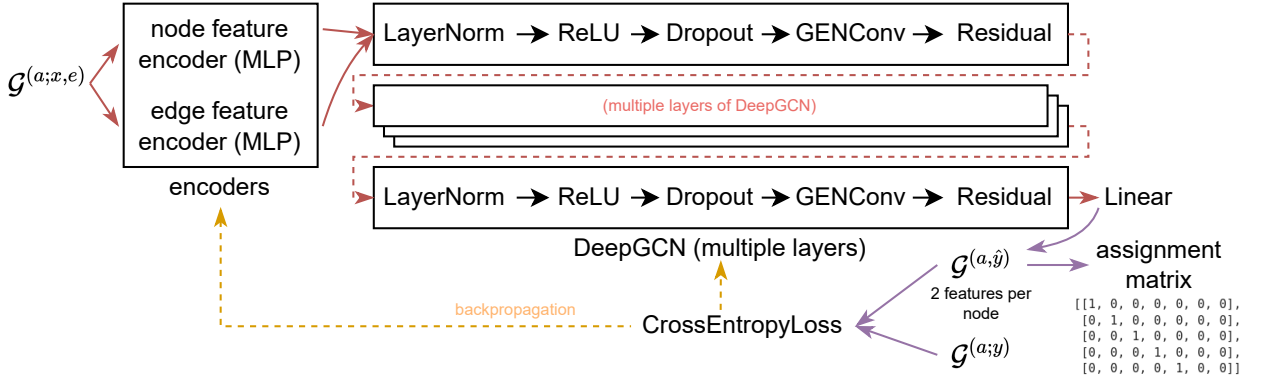 𝓖(a;x,e)
node feature
encoder (MLP)
edge feature
encoder (MLP)
encoders
LayerNorm ReLU Dropout GENConv Residual
(multiple layers of DeepGCN)
LayerNorm ReLU Dropout GENConv Residual
Linear
DeepGCN (multiple layers)
𝓖(a,ŷ)
2 features per
node
assignment
matrix
[[1, 0, 0, 0, 0, 0, 0],
[0, 1, 0, 0, 0, 0, 0],
[0, 0, 1, 0, 0, 0, 0],
[0, 0, 0, 1, 0, 0, 0],
[0, 0, 0, 0, 1, 0, 0]]
backpropagation
CrossEntropyLoss
𝓖(a;y)